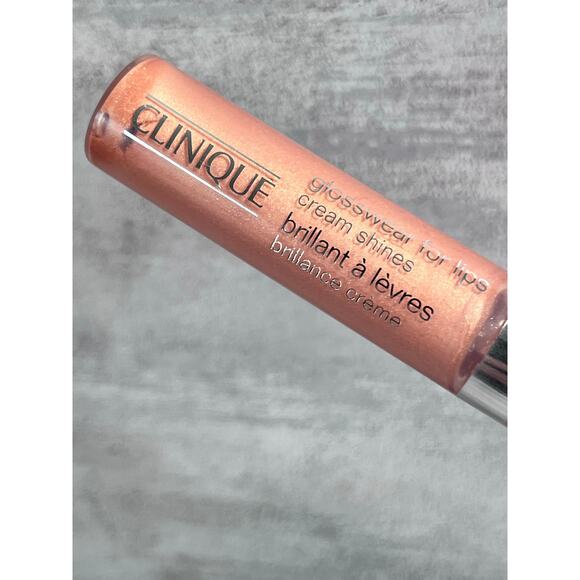 CLINIQUE
glosswear for lips
cream shines
brillant à lèvres
brillance crème